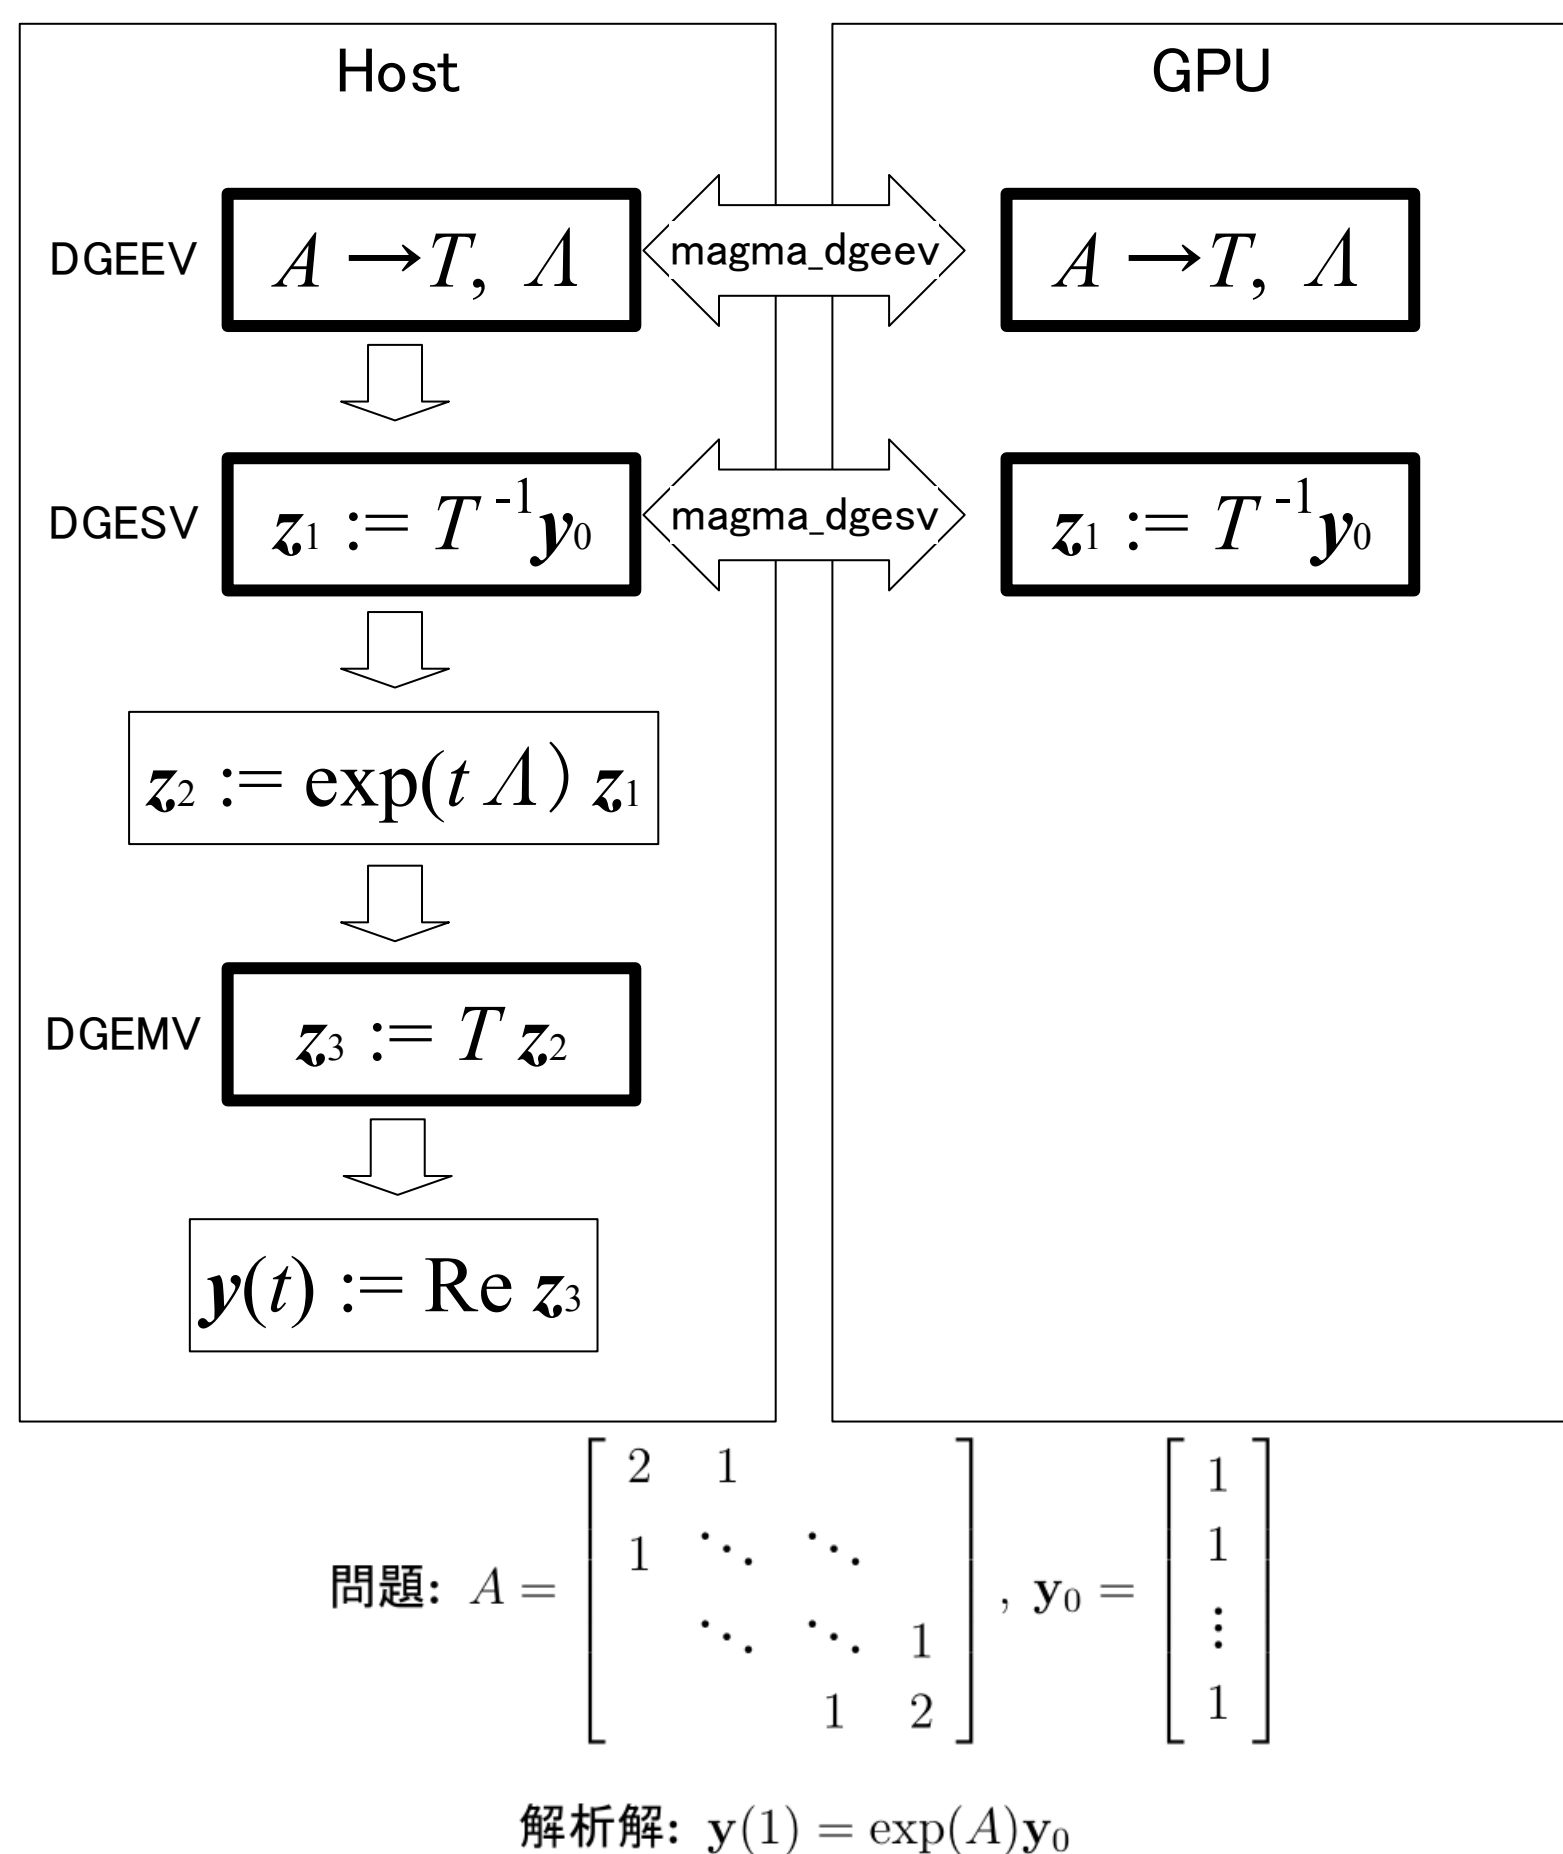 Host
GPU
DGEEV A → T, Λ magma_dgeev A → T, Λ
DGESV z₁ := T⁻¹y₀ magma_dgesv z₁ := T⁻¹y₀
z₂ := exp(t Λ) z₁
DGEMV z₃ := T z₂
y(t) := Re z₃
2 1
1 ⋱ ⋱
⋱ ⋱ 1
1 2
問題: A = , y₀ =
1
1
⋮
1
解析解: y(1) = exp(A)y₀